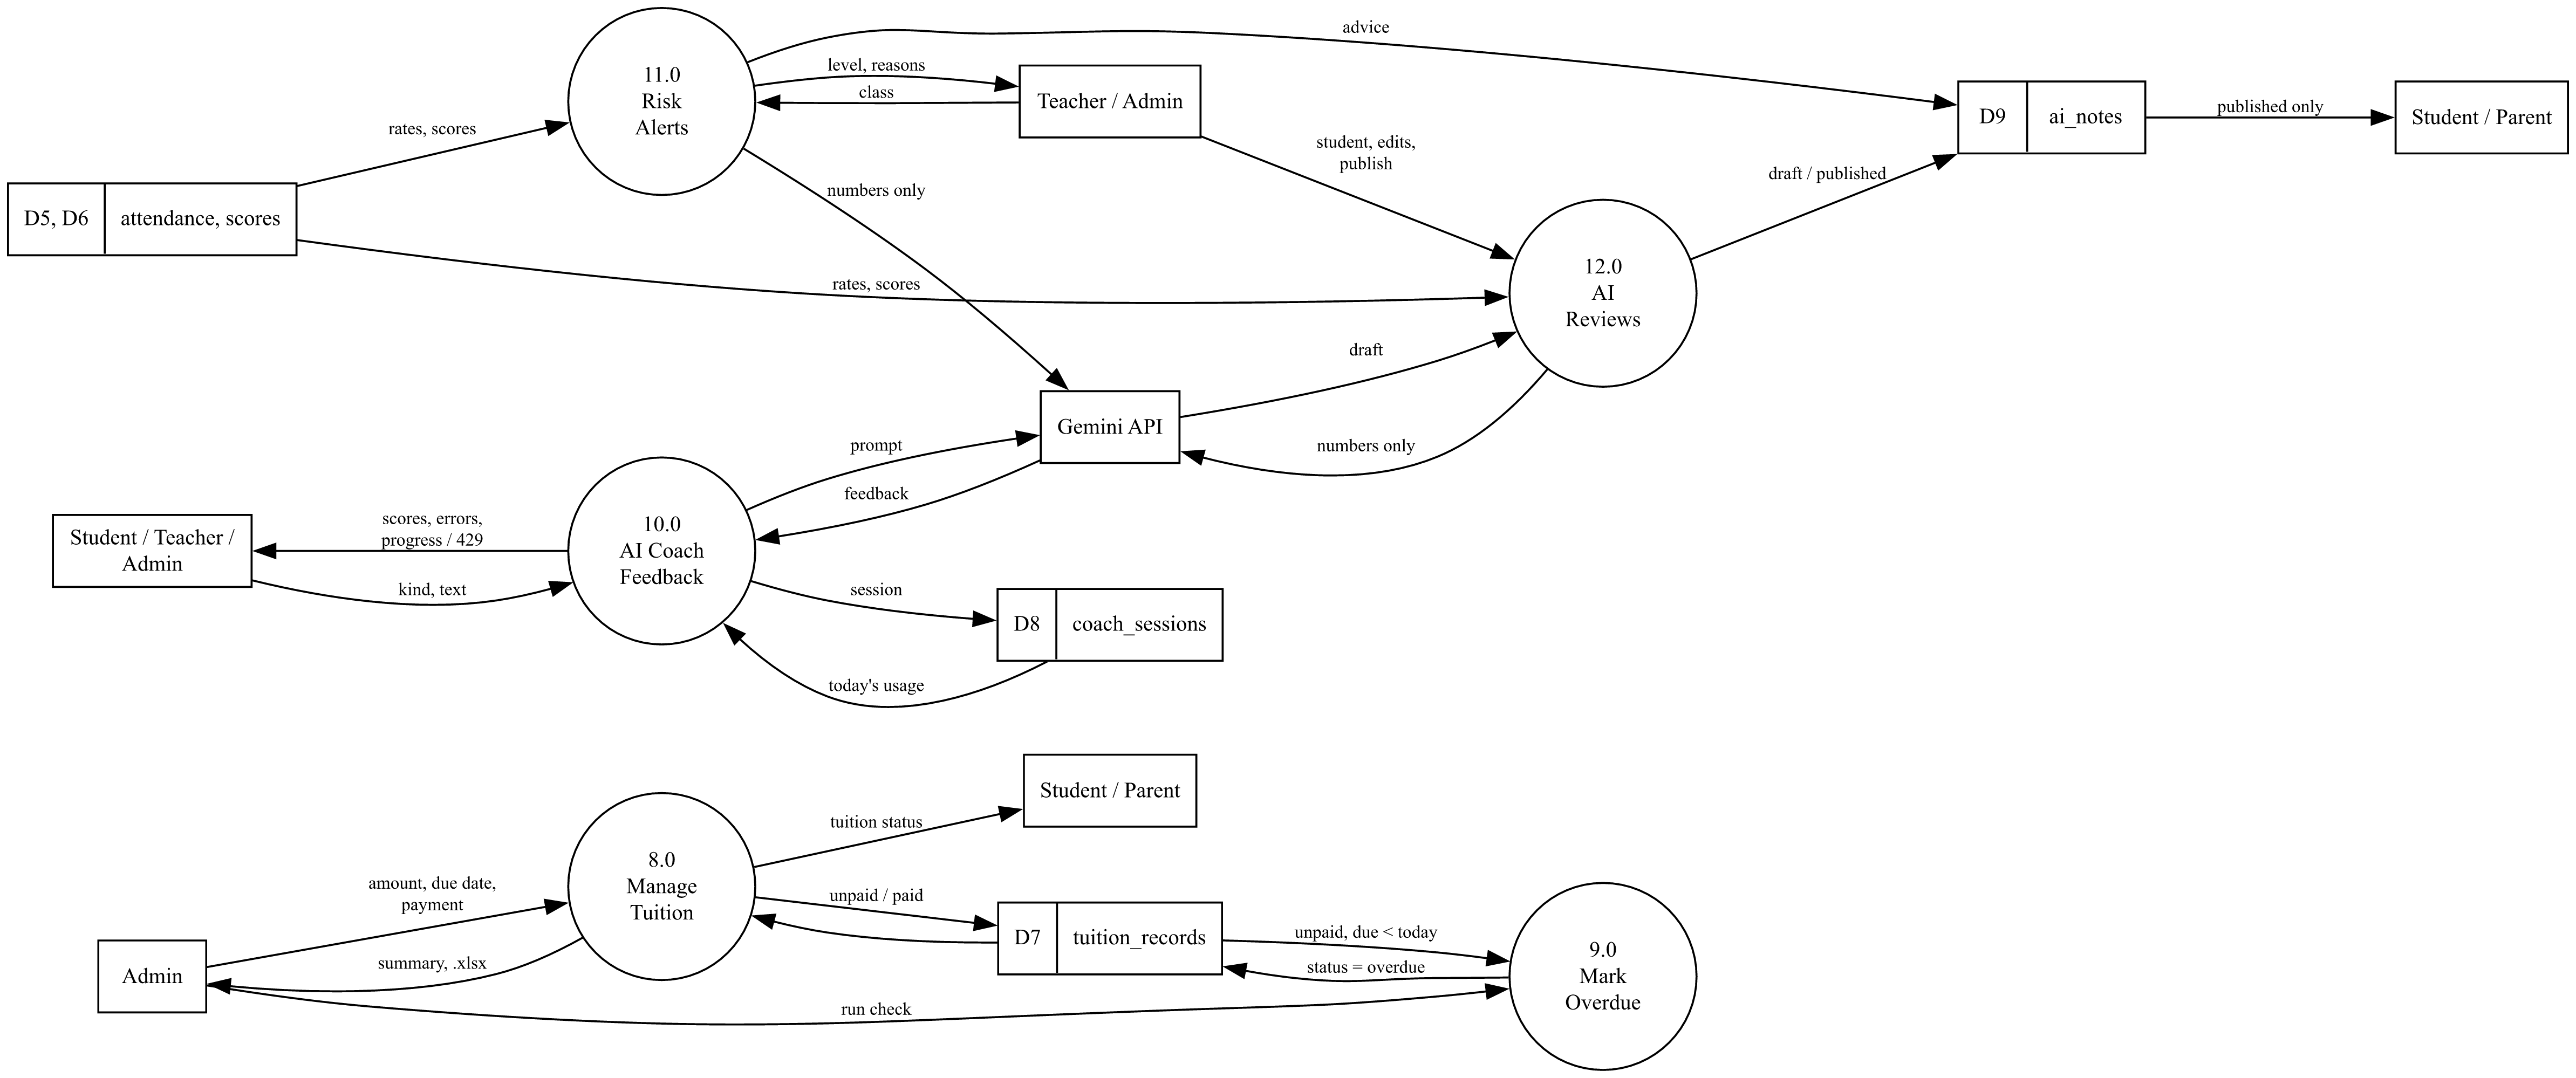 advice
11.0
Risk
Alerts
level, reasons
class
Teacher / Admin
D9
ai_notes
published only
Student / Parent
rates, scores
student, edits,
publish
draft / published
numbers only
D5, D6
attendance, scores
rates, scores
12.0
AI
Reviews
draft
Gemini API
numbers only
prompt
feedback
scores, errors,
progress / 429
Student / Teacher /
Admin
10.0
AI Coach
Feedback
kind, text
session
D8
coach_sessions
today's usage
Student / Parent
tuition status
8.0
Manage
Tuition
amount, due date,
payment
unpaid / paid
D7
tuition_records
unpaid, due < today
status = overdue
9.0
Mark
Overdue
Admin
summary, .xlsx
run check